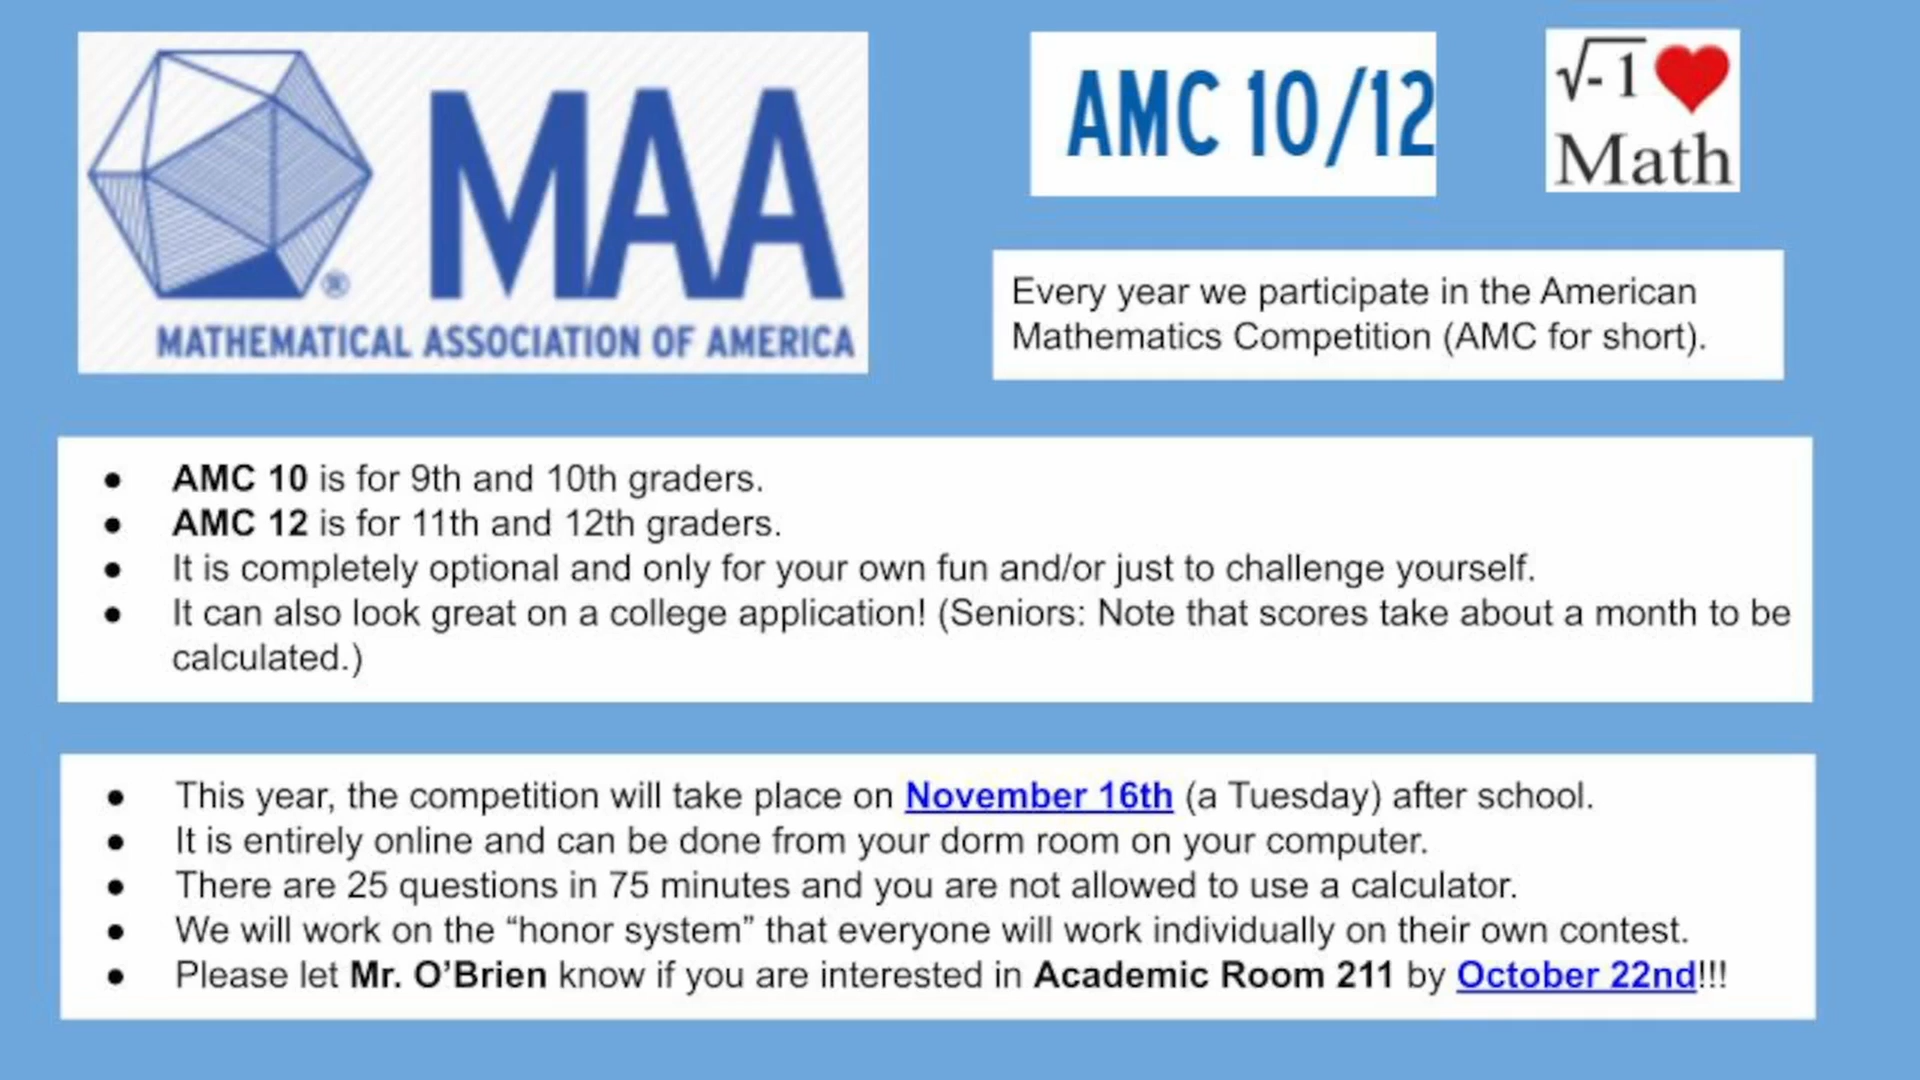 MAA
MATHEMATICAL ASSOCIATION OF AMERICA
AMC 10/12
√-1 ❤
Math
Every year we participate in the American
Mathematics Competition (AMC for short).
● AMC 10 is for 9th and 10th graders.
● AMC 12 is for 11th and 12th graders.
● It is completely optional and only for your own fun and/or just to challenge yourself.
● It can also look great on a college application! (Seniors: Note that scores take about a month to be
calculated.)
● This year, the competition will take place on November 16th (a Tuesday) after school.
● It is entirely online and can be done from your dorm room on your computer.
● There are 25 questions in 75 minutes and you are not allowed to use a calculator.
● We will work on the “honor system” that everyone will work individually on their own contest.
● Please let Mr. O’Brien know if you are interested in Academic Room 211 by October 22nd!!!